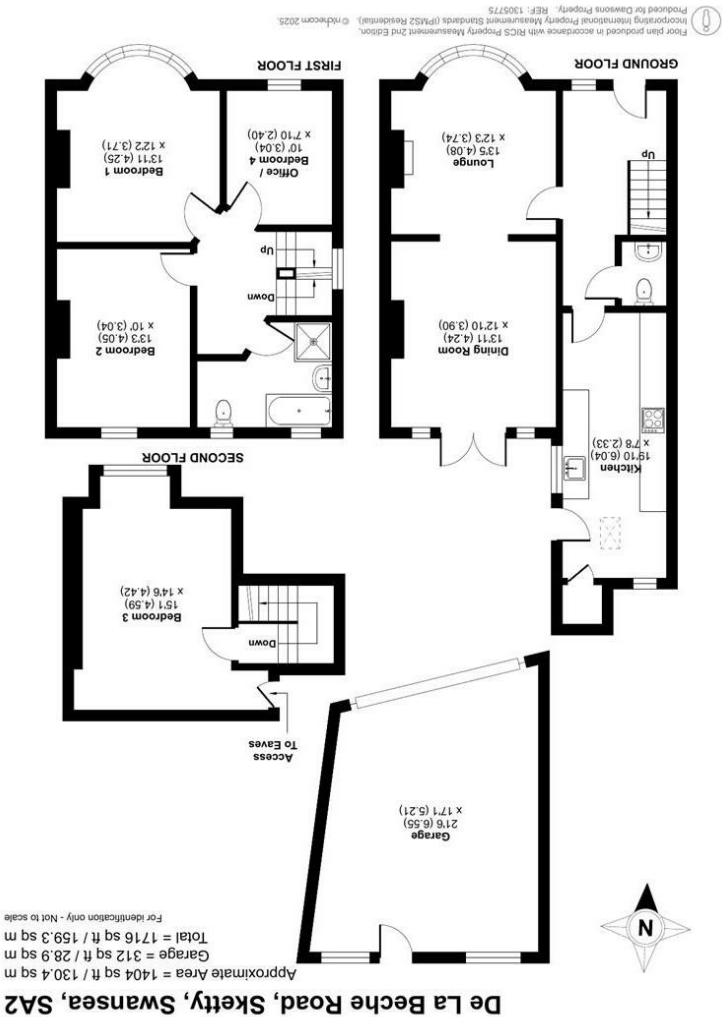 De La Beche Road, Sketty, Swansea, SA2
Approximate Area = 1404 sq ft / 130.4 sq m
Garage = 312 sq ft / 28.9 sq m
Total = 1716 sq ft / 159.3 sq m
For identification only - Not to scale
N
Garage
21'6 (6.55)
x 17'1 (5.21)
Access
To Eaves
Down
Bedroom 3
15'1 (4.59)
x 14'6 (4.42)
SECOND FLOOR
Kitchen
19'10 (6.04)
x 7'8 (2.33)
Dining Room
13'11 (4.24)
x 12'10 (3.90)
Up
Lounge
13'5 (4.08)
x 12'3 (3.74)
GROUND FLOOR
Bedroom 2
13'3 (4.05)
x 10' (3.04)
Down
Up
Office /
Bedroom 4
10' (3.04)
x 7'10 (2.40)
Bedroom 1
13'11 (4.25)
x 12'2 (3.71)
FIRST FLOOR
Floor plan produced in accordance with RICS Property Measurement 2nd Edition,
Incorporating International Property Measurement Standards (IPMS2 Residential). © nichecom 2025.
Produced for Dawsons Property. REF: 1305775